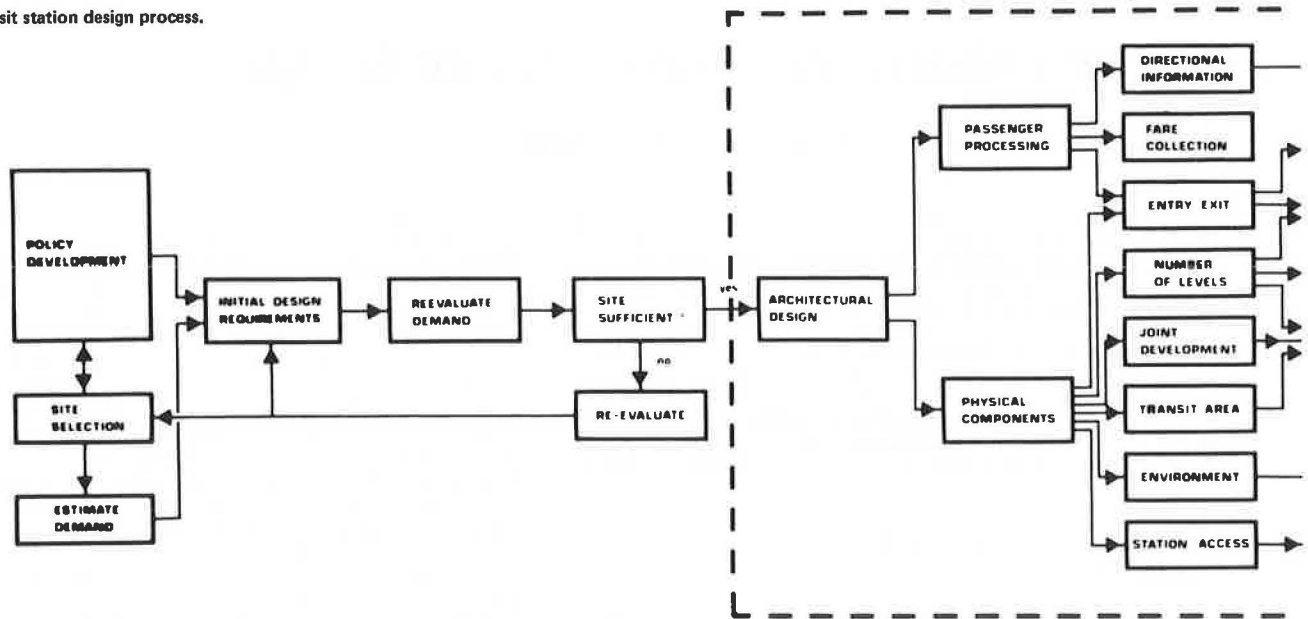 sit station design process.
POLICY
DEVELOPMENT
SITE
SELECTION
ESTIMATE
DEMAND
INITIAL DESIGN
REQUIREMENTS
REEVALUATE
DEMAND
SITE
SUFFICIENT
yes
no
RE-EVALUATE
ARCHITECTURAL
DESIGN
PASSENGER
PROCESSING
PHYSICAL
COMPONENTS
DIRECTIONAL
INFORMATION
FARE
COLLECTION
ENTRY EXIT
NUMBER
OF LEVELS
JOINT
DEVELOPMENT
TRANSIT AREA
ENVIRONMENT
STATION ACCESS